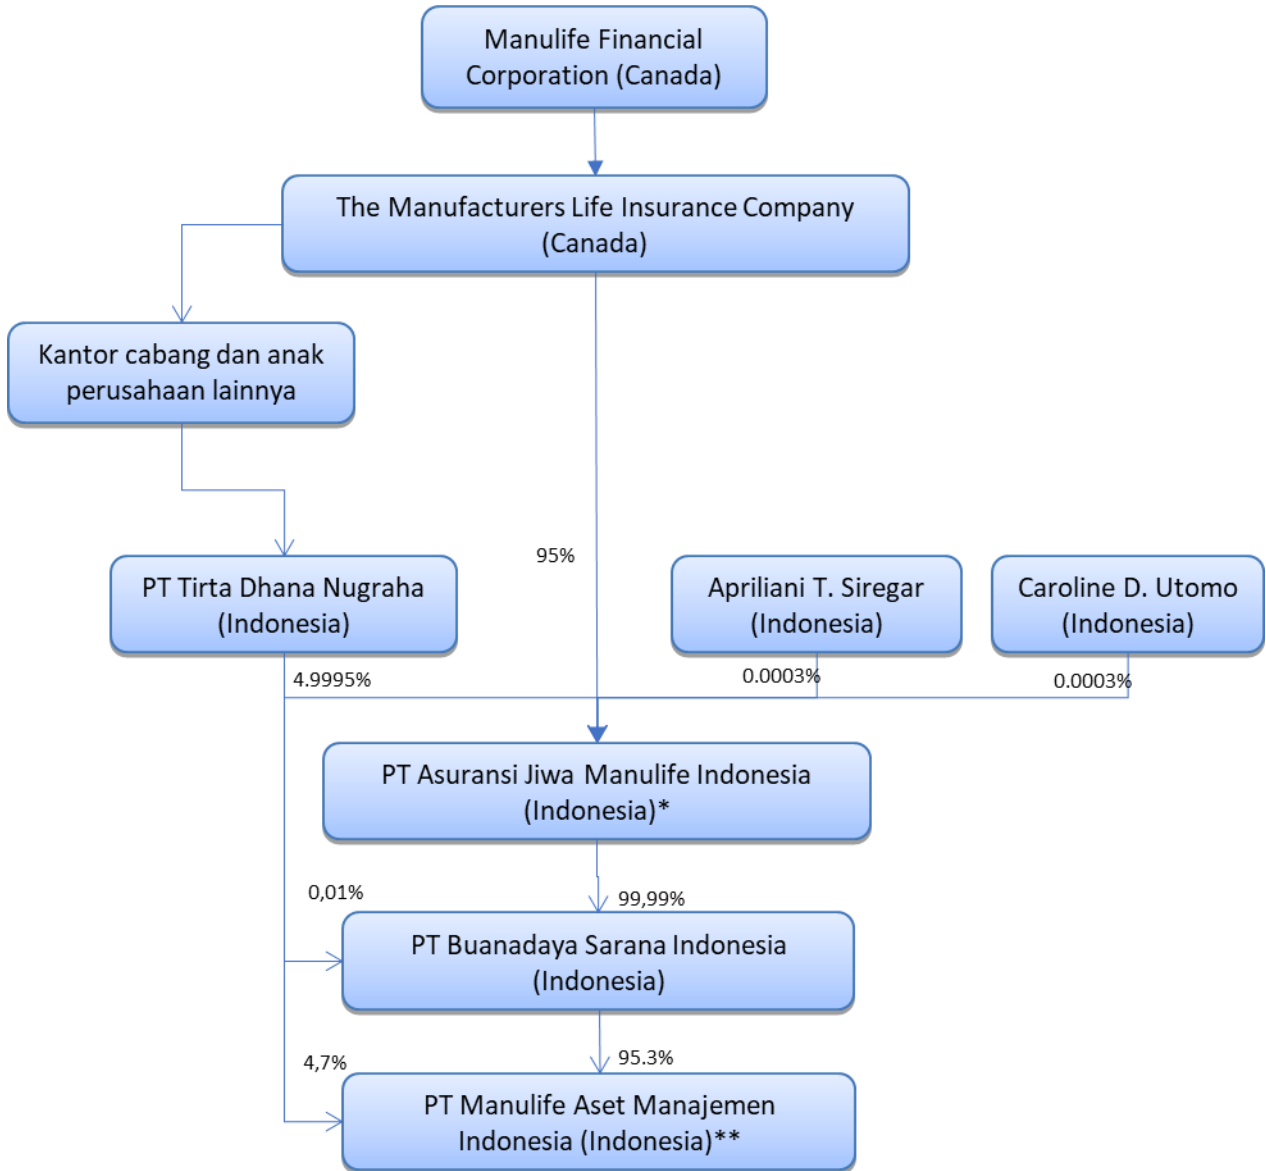 Manulife Financial
Corporation (Canada)
The Manufacturers Life Insurance Company
(Canada)
Kantor cabang dan anak
perusahaan lainnya
95%
PT Tirta Dhana Nugraha
(Indonesia)
Apriliani T. Siregar
(Indonesia)
Caroline D. Utomo
(Indonesia)
4.9995%
0.0003%
0.0003%
PT Asuransi Jiwa Manulife Indonesia
(Indonesia)*
0,01%
99,99%
PT Buanadaya Sarana Indonesia
(Indonesia)
4,7%
95.3%
PT Manulife Aset Manajemen
Indonesia (Indonesia)**